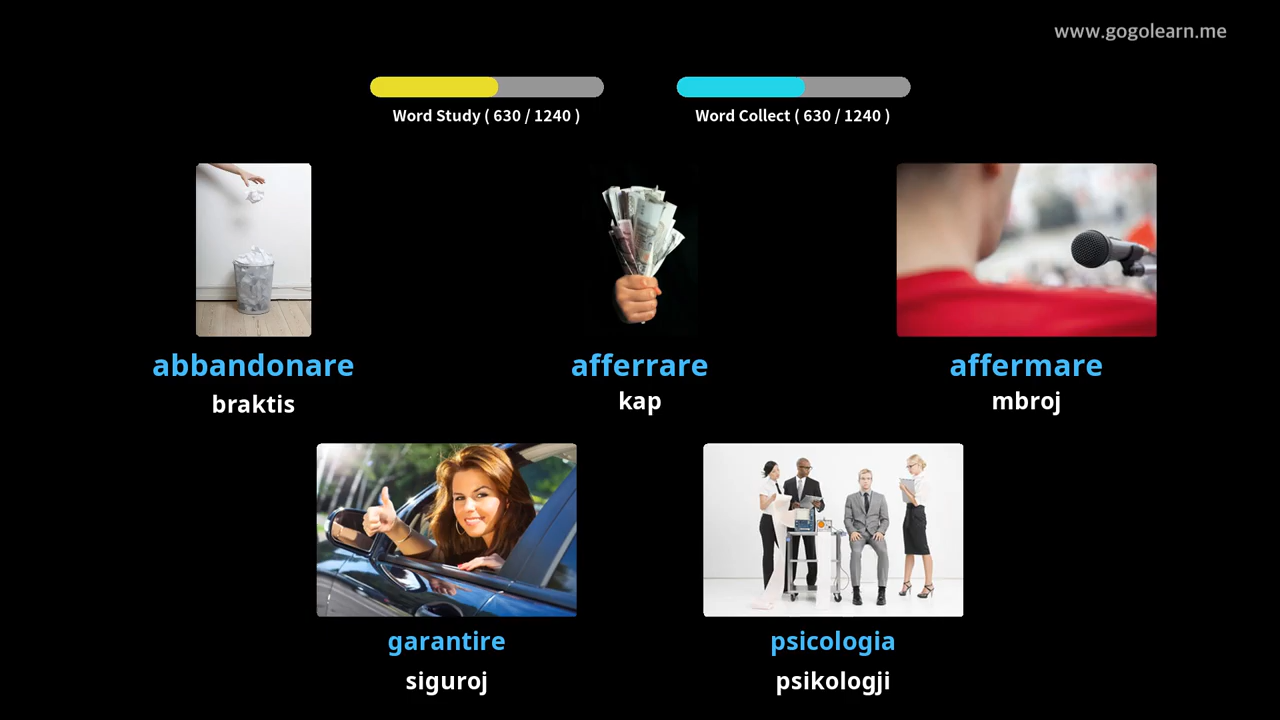 www.gogolearn.me
Word Study ( 630 / 1240 )
Word Collect ( 630 / 1240 )
abbandonare
braktis
afferrare
kap
affermare
mbroj
garantire
siguroj
psicologia
psikologji